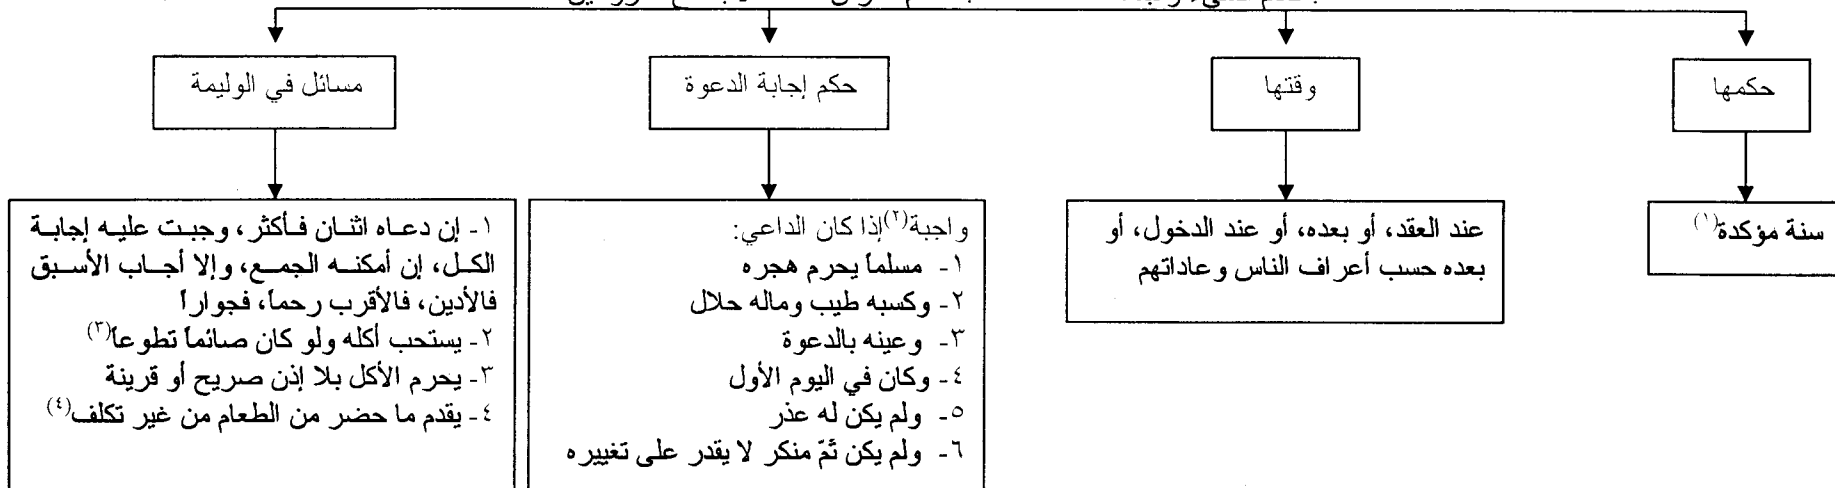 حكمها
وقتها
حكم إجابة الدعوة
مسائل في الوليمة
سنة مؤكدة(١)
عند العقد، أو بعده، أو عند الدخول، أو
بعده حسب أعراف الناس وعاداتهم
واجبة(٢) إذا كان الداعي:
١- مسلماً يحرم هجره
٢- وكسبه طيب وماله حلال
٣- وعينه بالدعوة
٤- وكان في اليوم الأول
٥- ولم يكن له عذر
٦- ولم يكن ثمّ منكر لا يقدر على تغييره
١- إن دعاه اثنان فأكثر، وجبت عليه إجابة
الكل، إن أمكنه الجمع، وإلا أجاب الأسبق
فالأدين، فالأقرب رحماً، فجواراً
٢- يستحب أكله ولو كان صائماً تطوعاً(٣)
٣- يحرم الأكل بلا إذن صريح أو قرينة
٤- يقدم ما حضر من الطعام من غير تكلف(٤)